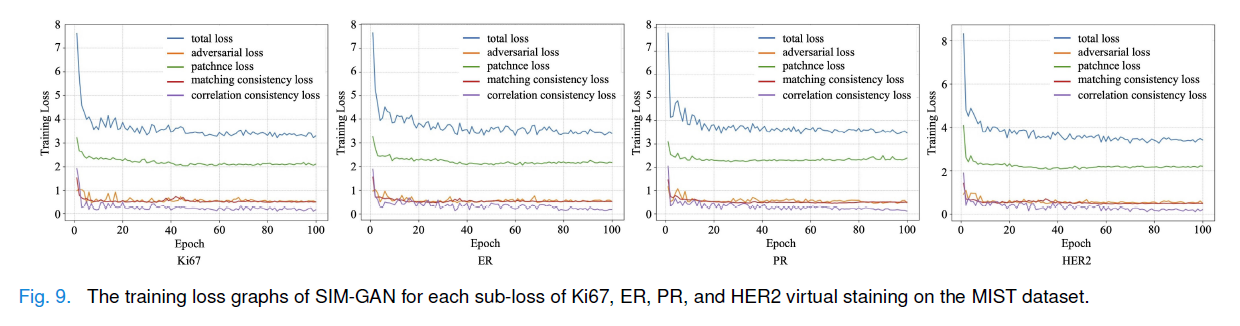 8
7
6
5
4
3
2
1
0
Training Loss
total loss
adversarial loss
patchnce loss
matching consistency loss
correlation consistency loss
0 20 40 60 80 100
Epoch
Ki67
8
7
6
5
4
3
2
1
0
Training Loss
total loss
adversarial loss
patchnce loss
matching consistency loss
correlation consistency loss
0 20 40 60 80 100
Epoch
ER
8
7
6
5
4
3
2
1
0
Training Loss
total loss
adversarial loss
patchnce loss
matching consistency loss
correlation consistency loss
0 20 40 60 80 100
Epoch
PR
8
6
4
2
0
Training Loss
total loss
adversarial loss
patchnce loss
matching consistency loss
correlation consistency loss
0 20 40 60 80 100
Epoch
HER2
Fig. 9. The training loss graphs of SIM-GAN for each sub-loss of Ki67, ER, PR, and HER2 virtual staining on the MIST dataset.